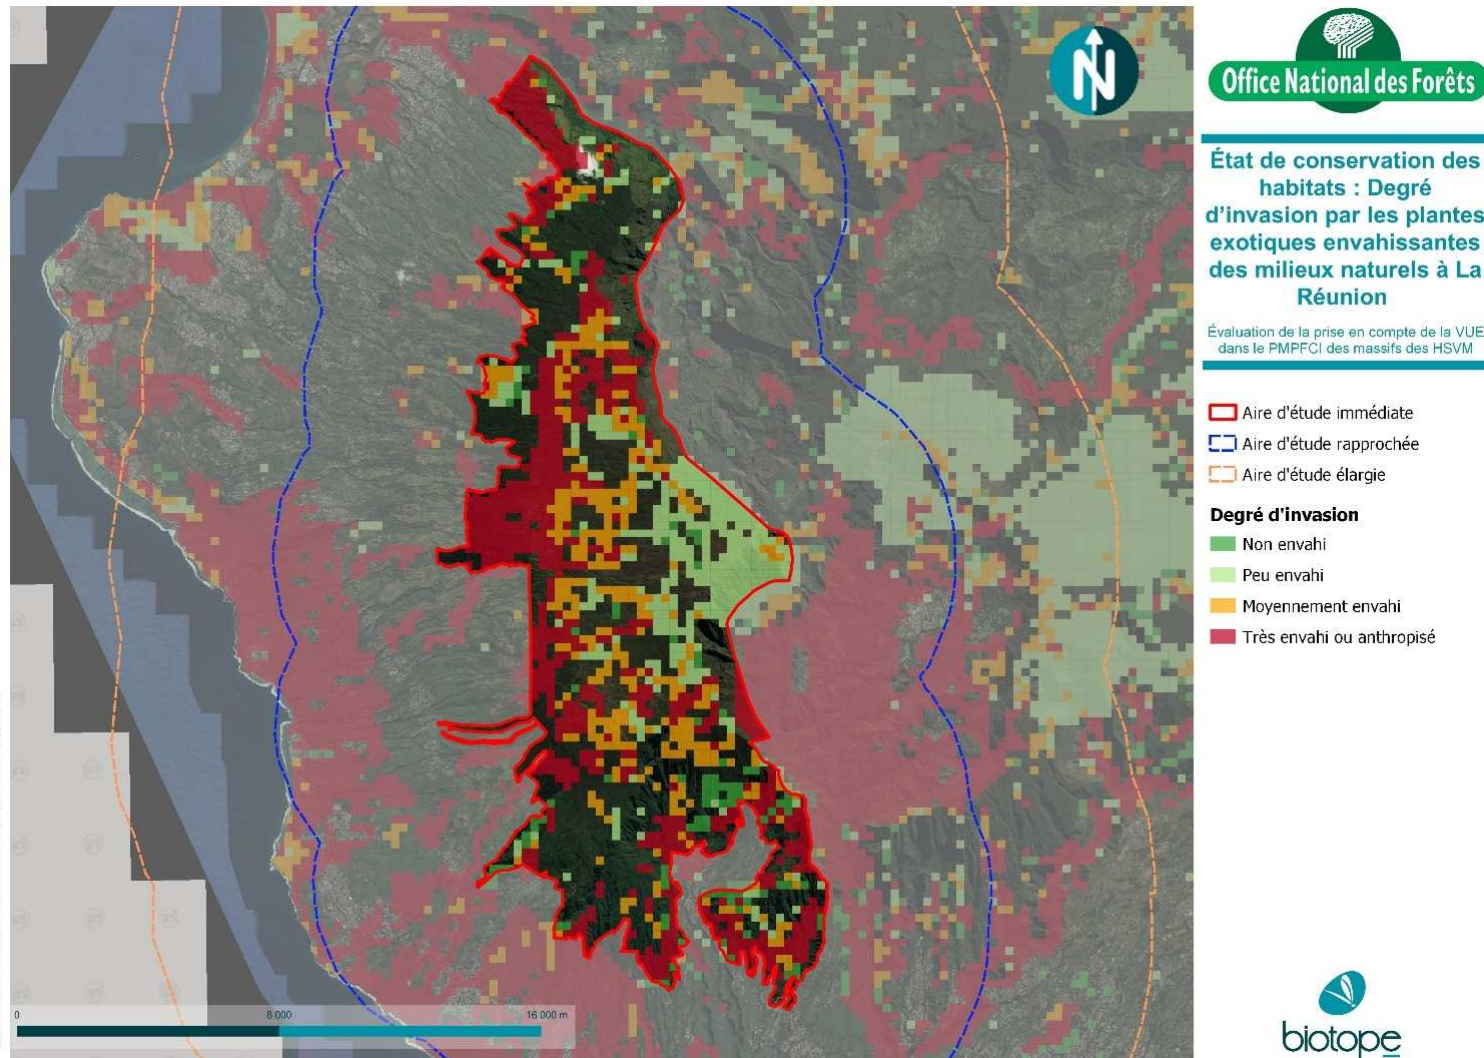 N
Office National des Forêts
État de conservation des
habitats : Degré
d'invasion par les plantes
exotiques envahissantes
des milieux naturels à La
Réunion
Évaluation de la prise en compte de la VUE
dans le PMPFCI des massifs des HSVM
Aire d'étude immédiate
Aire d'étude rapprochée
Aire d'étude élargie
Degré d'invasion
Non envahi
Peu envahi
Moyennement envahi
Très envahi ou anthropisé
0 8 000 16 000 m
biotope